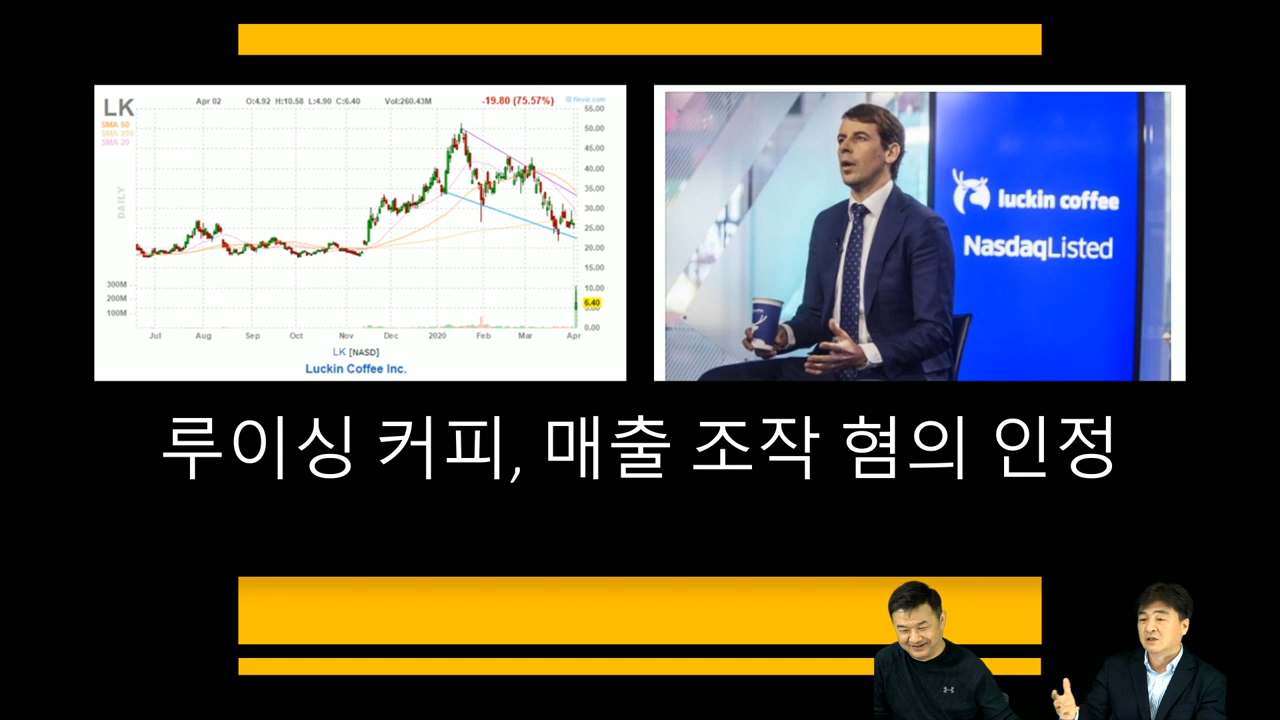 LK
Apr 02 O:4.92 H:10.58 L:4.90 C:6.40 Vol:260.43M -19.80 (75.57%) © finviz.com
SMA 50
SMA 200
SMA 20
DAILY
55.00
50.00
45.00
40.00
35.00
30.00
25.00
20.00
15.00
10.00
6.40
0.00
300M
200M
100M
Jul Aug Sep Oct Nov Dec 2020 Feb Mar Apr
LK [NASD]
Luckin Coffee Inc.
luckin coffee
NasdaqListed
루이싱 커피, 매출 조작 혐의 인정